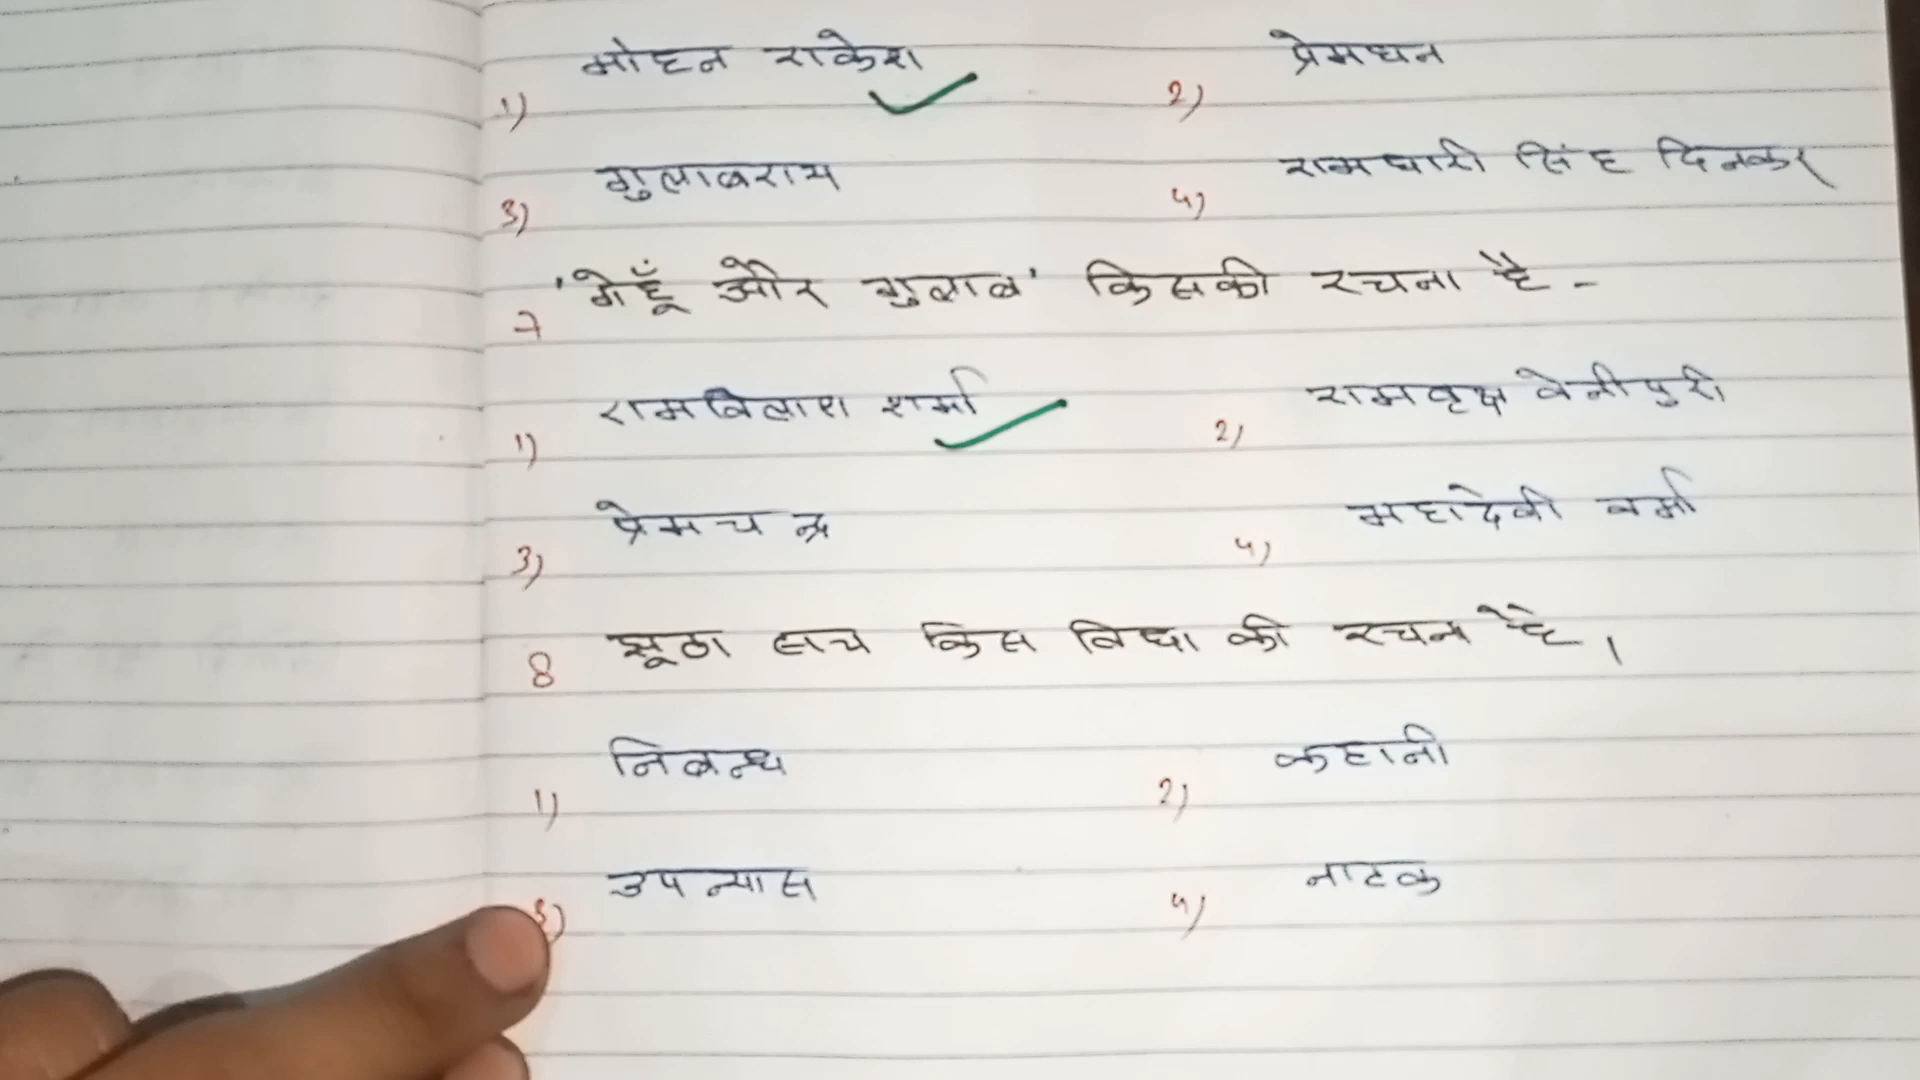 1) मोहन राकेश 2) प्रेमघन
3) गुलाबराय 4) रामधारी सिंह दिनकर
7 'गेहूँ और गुलाब' किसकी रचना है -
1) रामविलाश शर्मा 2) रामवृक्ष बेनीपुरी
3) प्रेमचन्द्र 4) महादेवी वर्मा
8 झूठा सच किस विधा की रचना है।
1) निबन्ध 2) कहानी
3) उपन्यास 4) नाटक